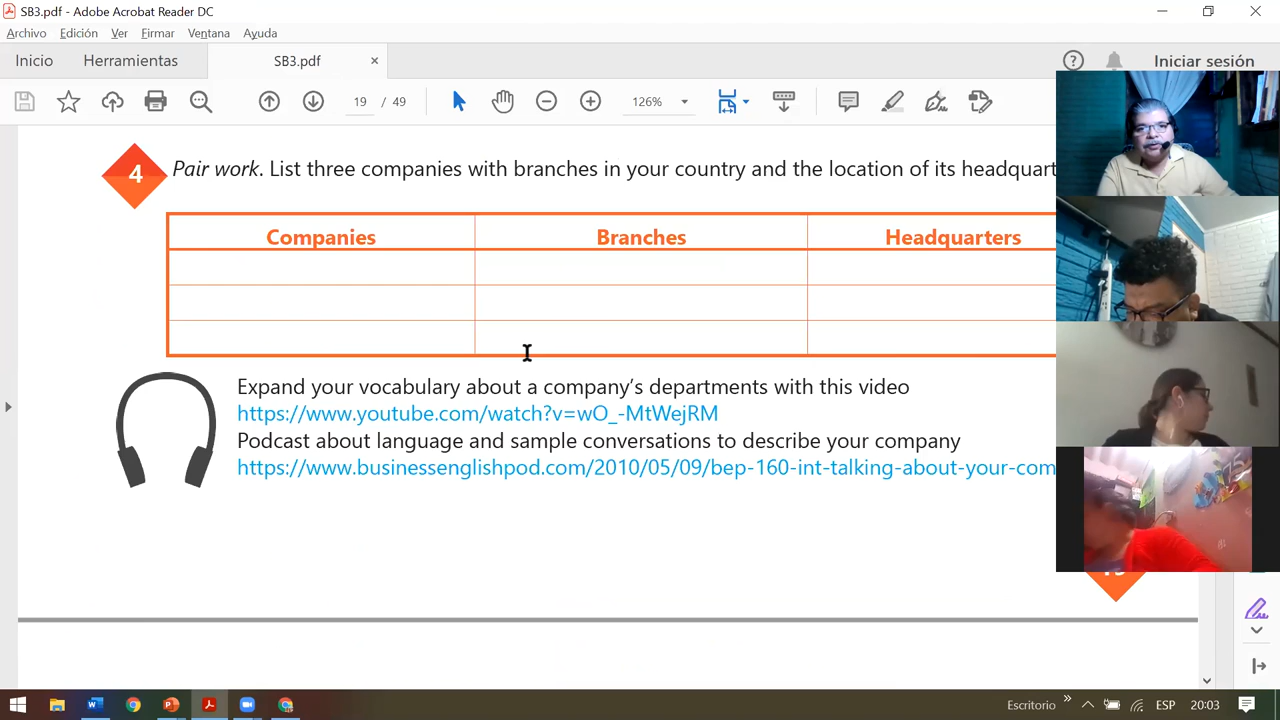 SB3.pdf - Adobe Acrobat Reader DC
Archivo Edición Ver Firmar Ventana Ayuda
Inicio Herramientas SB3.pdf × ? Iniciar sesión
19 / 49 126%
4 Pair work. List three companies with branches in your country and the location of its headquart
Companies Branches Headquarters
Expand your vocabulary about a company's departments with this video
https://www.youtube.com/watch?v=wO_-MtWejRM
Podcast about language and sample conversations to describe your company
https://www.businessenglishpod.com/2010/05/09/bep-160-int-talking-about-your-com
Escritorio » ESP 20:03